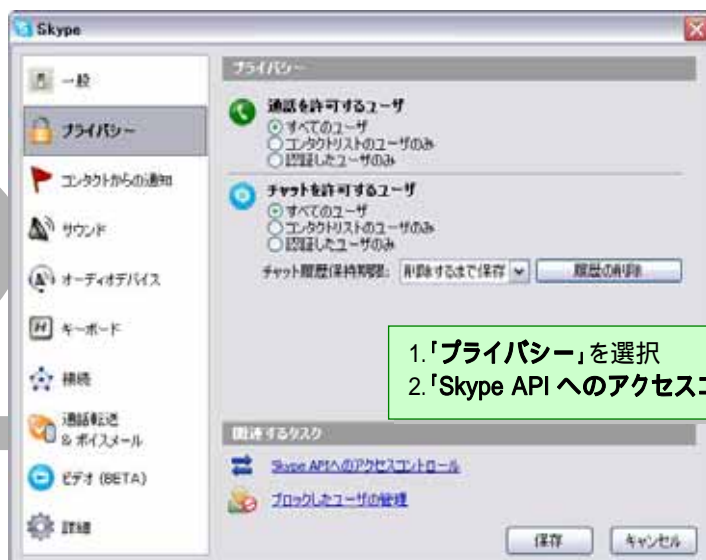 Skype
一般
プライバシー
コンタクトからの通知
サウンド
オーディオデバイス
キーボード
接続
通話転送
& ボイスメール
ビデオ (BETA)
詳細
プライバシー
通話を許可するユーザ
すべてのユーザ
コンタクトリストのユーザのみ
認証したユーザのみ
チャットを許可するユーザ
すべてのユーザ
コンタクトリストのユーザのみ
認証したユーザのみ
チャット履歴保持期限: 削除するまで保存 履歴の削除
1.「プライバシー」を選択
2.「Skype API へのアクセスコ
関連するタスク
Skype APIへのアクセスコントロール
ブロックしたユーザの管理
保存 キャンセル